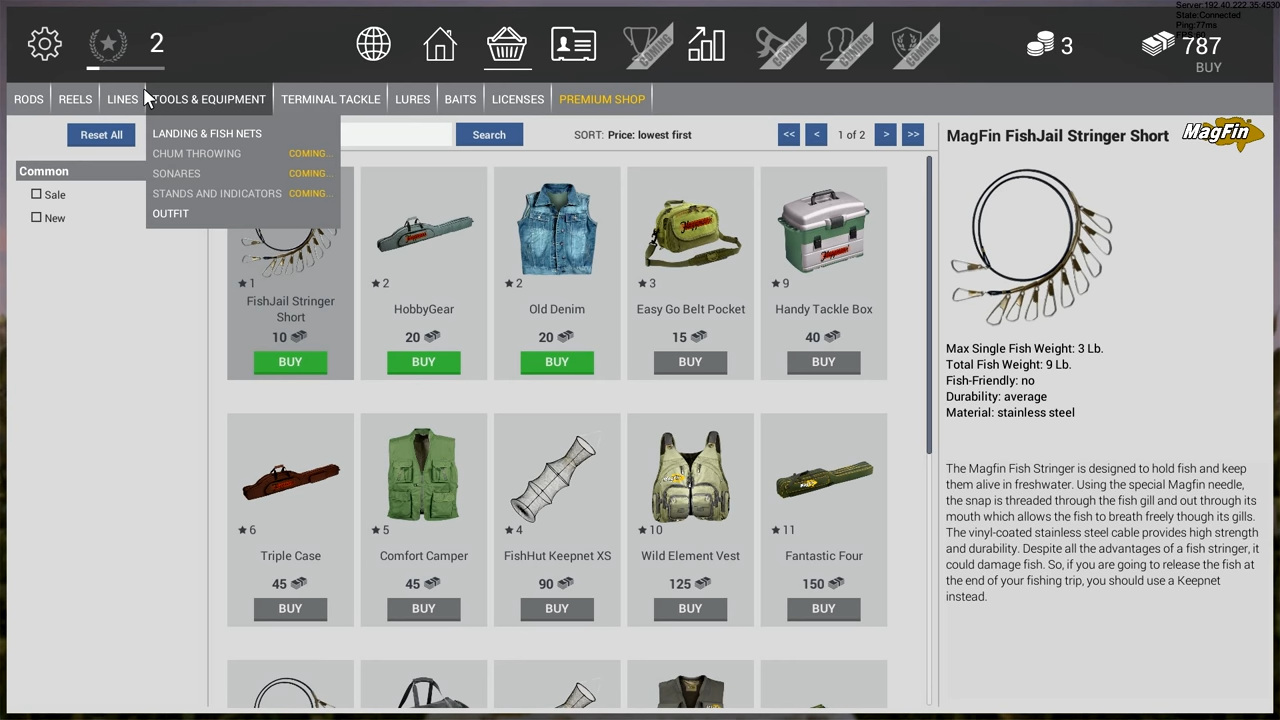 Server:192.40.222.35:4530
State:Connected
Ping:77ms
2
COMING
COMING
COMING
COMING
3
787
BUY
RODS
REELS
LINES
TOOLS & EQUIPMENT
TERMINAL TACKLE
LURES
BAITS
LICENSES
PREMIUM SHOP
LANDING & FISH NETS
CHUM THROWING COMING...
SONARES COMING...
STANDS AND INDICATORS COMING...
OUTFIT
Reset All
Search
SORT: Price: lowest first
<< < 1 of 2 > >>
Common
Sale
New
1
FishJail Stringer
Short
10
BUY
2
HobbyGear
20
BUY
2
Old Denim
20
BUY
3
Easy Go Belt Pocket
15
BUY
9
Handy Tackle Box
40
BUY
6
Triple Case
45
BUY
5
Comfort Camper
45
BUY
4
FishHut Keepnet XS
90
BUY
10
Wild Element Vest
125
BUY
11
Fantastic Four
150
BUY
MagFin FishJail Stringer Short
MagFin
Max Single Fish Weight: 3 Lb.
Total Fish Weight: 9 Lb.
Fish-Friendly: no
Durability: average
Material: stainless steel
The Magfin Fish Stringer is designed to hold fish and keep
them alive in freshwater. Using the special Magfin needle,
the snap is threaded through the fish gill and out through its
mouth which allows the fish to breath freely though its gills.
The vinyl-coated stainless steel cable provides high strength
and durability. Despite all the advantages of a fish stringer, it
could damage fish. So, if you are going to release the fish at
the end of your fishing trip, you should use a Keepnet
instead.